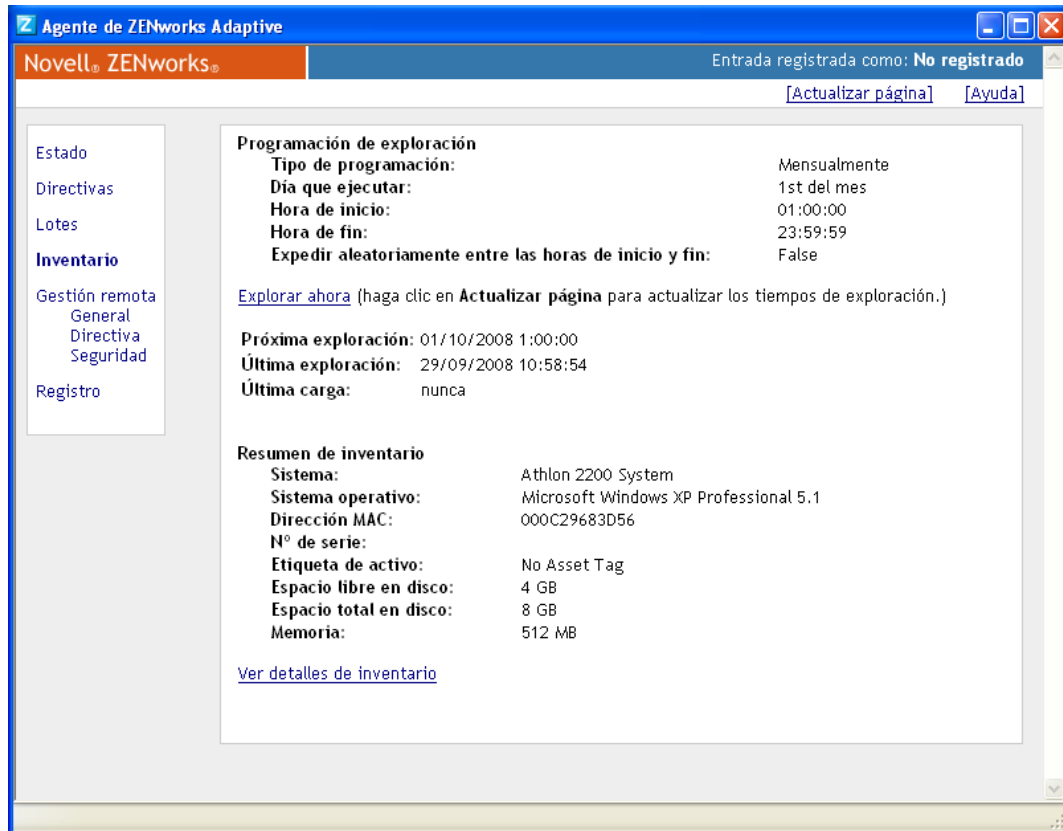 Agente de ZENworks Adaptive
Novell® ZENworks®
Entrada registrada como: No registrado
[Actualizar página] [Ayuda]
Estado
Directivas
Lotes
Inventario
Gestión remota
General
Directiva
Seguridad
Registro
Programación de exploración
Tipo de programación: Mensualmente
Día que ejecutar: 1st del mes
Hora de inicio: 01:00:00
Hora de fin: 23:59:59
Expedir aleatoriamente entre las horas de inicio y fin: False
Explorar ahora (haga clic en Actualizar página para actualizar los tiempos de exploración.)
Próxima exploración: 01/10/2008 1:00:00
Última exploración: 29/09/2008 10:58:54
Última carga: nunca
Resumen de inventario
Sistema: Athlon 2200 System
Sistema operativo: Microsoft Windows XP Professional 5.1
Dirección MAC: 000C29683D56
Nº de serie:
Etiqueta de activo: No Asset Tag
Espacio libre en disco: 4 GB
Espacio total en disco: 8 GB
Memoria: 512 MB
Ver detalles de inventario